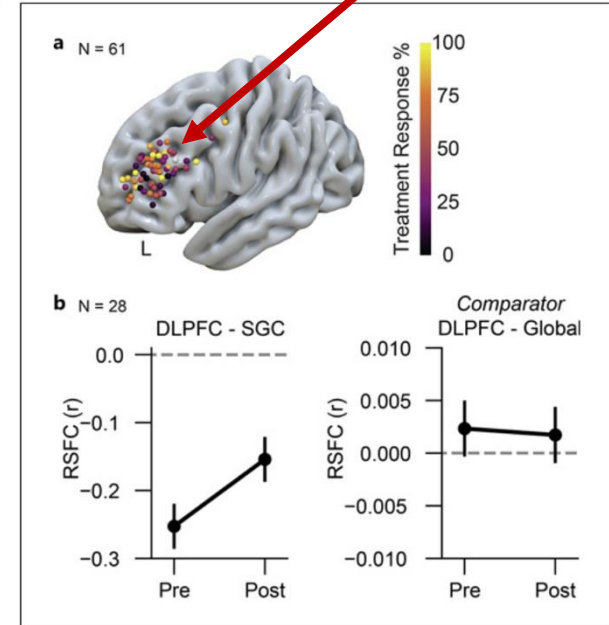 a N = 61
L
Treatment Response %
100
75
50
25
0
b N = 28
DLPFC - SGC
RSFC (r)
0.0
−0.1
−0.2
−0.3
Pre Post
Comparator
DLPFC - Global
RSFC (r)
0.010
0.005
0.000
−0.005
−0.010
Pre Post